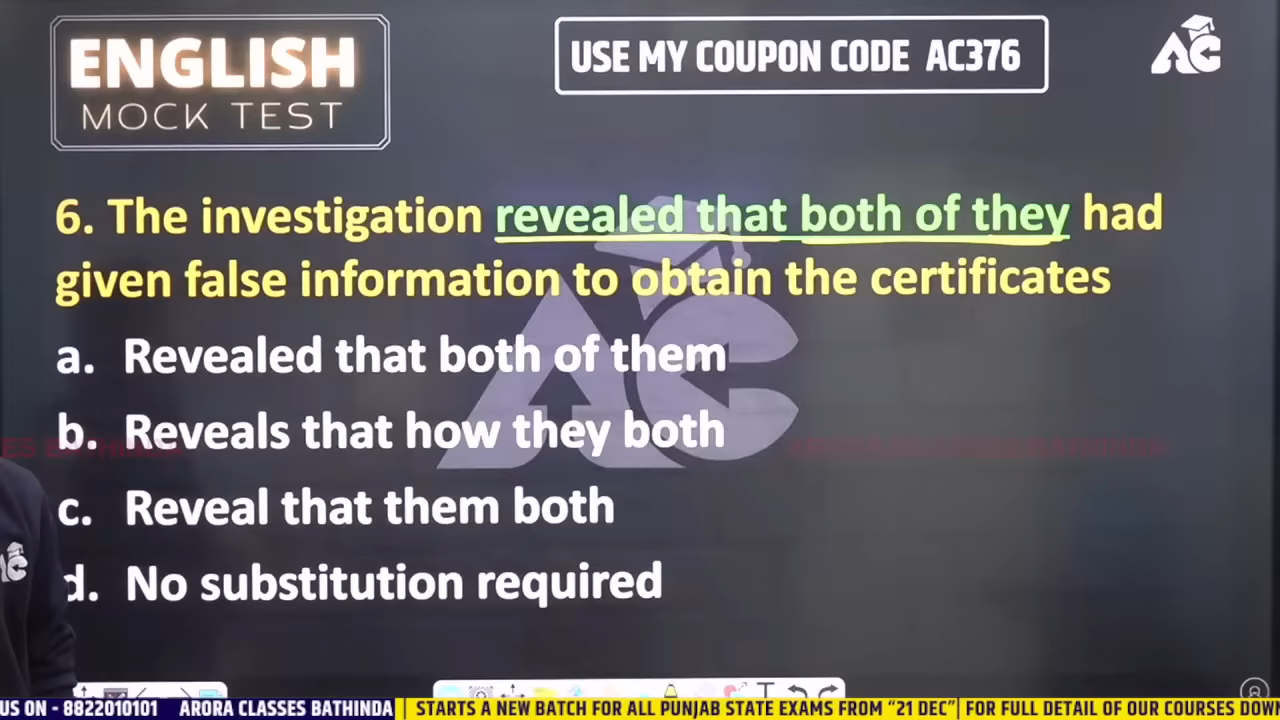 ENGLISH
MOCK TEST
USE MY COUPON CODE AC376
AC
6. The investigation revealed that both of they had
given false information to obtain the certificates
a. Revealed that both of them
b. Reveals that how they both
c. Reveal that them both
d. No substitution required
US ON - 8822010101 ARORA CLASSES BATHINDA | STARTS A NEW BATCH FOR ALL PUNJAB STATE EXAMS FROM “21 DEC” | FOR FULL DETAIL OF OUR COURSES DOW